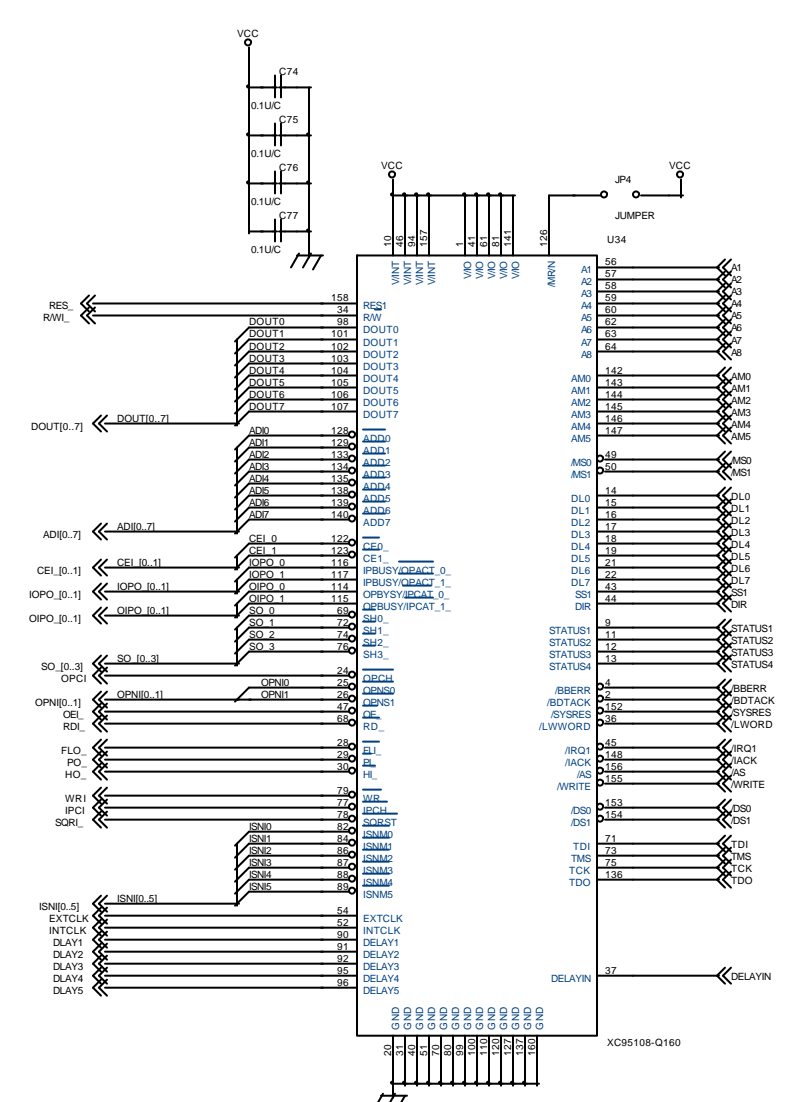 VCC
C74
0.1U/C
C75
0.1U/C
C76
0.1U/C
C77
0.1U/C
VCC
JP4
VCC
JUMPER
U34
10 46 94 157 1 41 61 81 141 126
V/INT V/INT V/INT V/INT V/IO V/IO V/IO V/IO V/IO /MR/N
RES_ 158 RES1
R/WI_ 34 R/W
DOUT0 98 DOUT0
DOUT1 101 DOUT1
DOUT2 102 DOUT2
DOUT3 103 DOUT3
DOUT4 104 DOUT4
DOUT5 105 DOUT5
DOUT6 106 DOUT6
DOUT7 107 DOUT7
DOUT[0..7] DOUT[0..7]
ADI0 128 ADD0
ADI1 129 ADD1
ADI2 133 ADD2
ADI3 134 ADD3
ADI4 135 ADD4
ADI5 138 ADD5
ADI6 139 ADD6
ADI7 140 ADD7
ADI[0..7] ADI[0..7]
CEI_0 122 CE0_
CEI_1 123 CE1_
CEI_[0..1] CEI_[0..1]
IOPO_0 116 IPBUSY/OPACT_0_
IOPO_1 117 IPBUSY/OPACT_1_
IOPO_[0..1] IOPO_[0..1]
OIPO_0 114 OPBYSY/IPCAT_0_
OIPO_1 115 OPBUSY/IPCAT_1_
OIPO_[0..1] OIPO_[0..1]
SO_0 69 SH0_
SO_1 72 SH1_
SO_2 74 SH2_
SO_3 76 SH3_
SO_[0..3] SO_[0..3]
OPCI 24 OPCH
OPNI0 25 OPNS0
OPNI[0..1] OPNI[0..1] OPNI1 26 OPNS1
OEI_ 47 OE_
RDI_ 68 RD_
FLO_ 28 FLI_
PO_ 29 PI_
HO_ 30 HI_
WRI 79 WR_
IPCI 77 IPCH
SQRI_ 78 SQRST
ISNI0 82 ISNM0
ISNI1 84 ISNM1
ISNI2 86 ISNM2
ISNI3 87 ISNM3
ISNI4 88 ISNM4
ISNI5 89 ISNM5
ISNI[0..5] ISNI[0..5]
EXTCLK 54 EXTCLK
INTCLK 52 INTCLK
DLAY1 90 DELAY1
DLAY2 91 DELAY2
DLAY3 92 DELAY3
DLAY4 95 DELAY4
DLAY5 96 DELAY5
A1 56 A1
A2 57 A2
A3 58 A3
A4 59 A4
A5 60 A5
A6 62 A6
A7 63 A7
A8 64 A8
AM0 142 AM0
AM1 143 AM1
AM2 144 AM2
AM3 145 AM3
AM4 146 AM4
AM5 147 AM5
/MS0 49 /MS0
/MS1 50 /MS1
DL0 14 DL0
DL1 15 DL1
DL2 16 DL2
DL3 17 DL3
DL4 18 DL4
DL5 19 DL5
DL6 21 DL6
DL7 22 DL7
SS1 43 SS1
DIR 44 DIR
STATUS1 9 STATUS1
STATUS2 11 STATUS2
STATUS3 12 STATUS3
STATUS4 13 STATUS4
/BBERR 4 /BBERR
/BDTACK 2 /BDTACK
/SYSRES 152 /SYSRES
/LWWORD 36 /LWORD
/IRQ1 45 /IRQ1
/IACK 148 /IACK
/AS 156 /AS
/WRITE 155 /WRITE
/DS0 153 /DS0
/DS1 154 /DS1
TDI 71 TDI
TMS 73 TMS
TCK 75 TCK
TDO 136 TDO
DELAYIN 37 DELAYIN
GND GND GND GND GND GND GND GND GND GND GND GND GND
20 31 40 51 70 80 99 100 110 120 127 137 160
XC95108-Q160